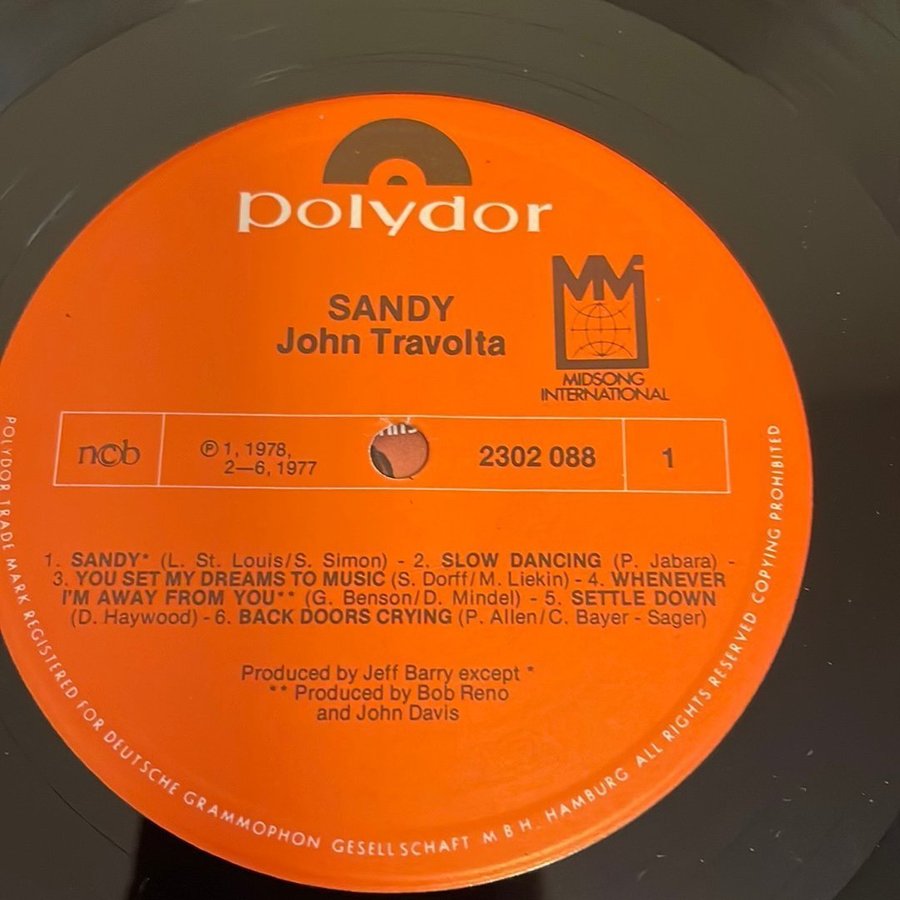 polydor
SANDY
John Travolta
MIDSONG
INTERNATIONAL
n©b
℗ 1, 1978,
2—6, 1977
2302 088
1
1. SANDY* (L. St. Louis/S. Simon) - 2. SLOW DANCING (P. Jabara) -
3. YOU SET MY DREAMS TO MUSIC (S. Dorff/M. Liekin) - 4. WHENEVER
I'M AWAY FROM YOU** (G. Benson/D. Mindel) - 5. SETTLE DOWN
(D. Haywood) - 6. BACK DOORS CRYING (P. Allen/C. Bayer - Sager)
Produced by Jeff Barry except *
** Produced by Bob Reno
and John Davis
POLYDOR TRADE MARK REGISTERED FOR DEUTSCHE GRAMMOPHON GESELLSCHAFT MBH. HAMBURG ALL RIGHTS RESERVED COPYING PROHIBITED